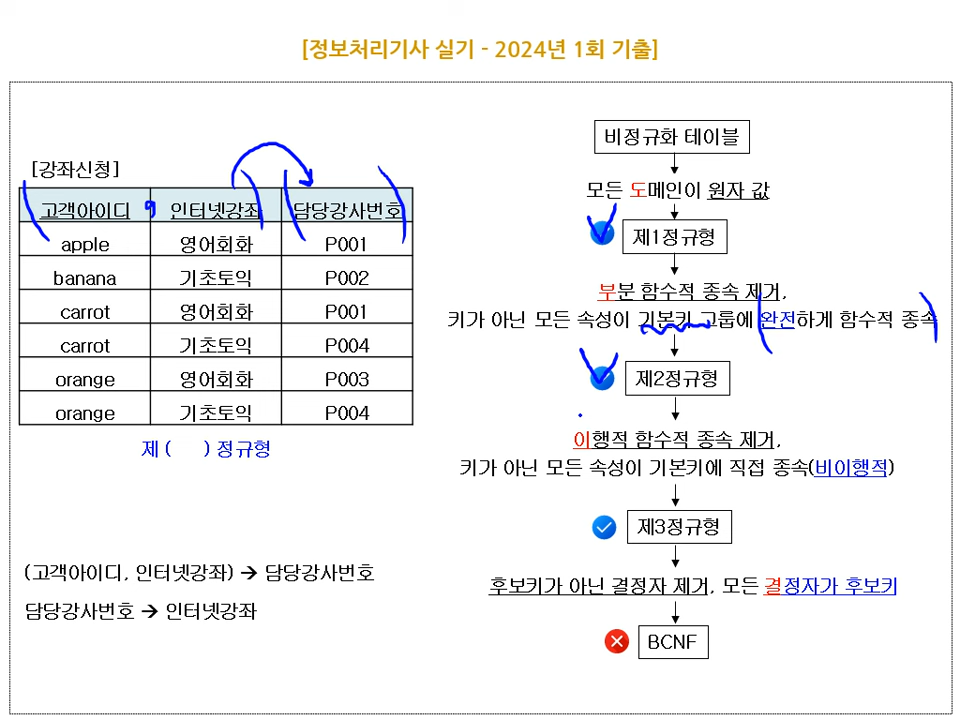 [정보처리기사 실기 - 2024년 1회 기출]
[강좌신청]
고객아이디 , 인터넷강좌 담당강사번호
apple 영어회화 P001
banana 기초토익 P002
carrot 영어회화 P001
carrot 기초토익 P004
orange 영어회화 P003
orange 기초토익 P004
제 ( ) 정규형
(고객아이디, 인터넷강좌) → 담당강사번호
담당강사번호 → 인터넷강좌
비정규화 테이블
모든 도메인이 원자 값
제1정규형
부분 함수적 종속 제거,
키가 아닌 모든 속성이 기본키 그룹에 완전하게 함수적 종속
제2정규형
이행적 함수적 종속 제거,
키가 아닌 모든 속성이 기본키에 직접 종속(비이행적)
제3정규형
후보키가 아닌 결정자 제거, 모든 결정자가 후보키
BCNF